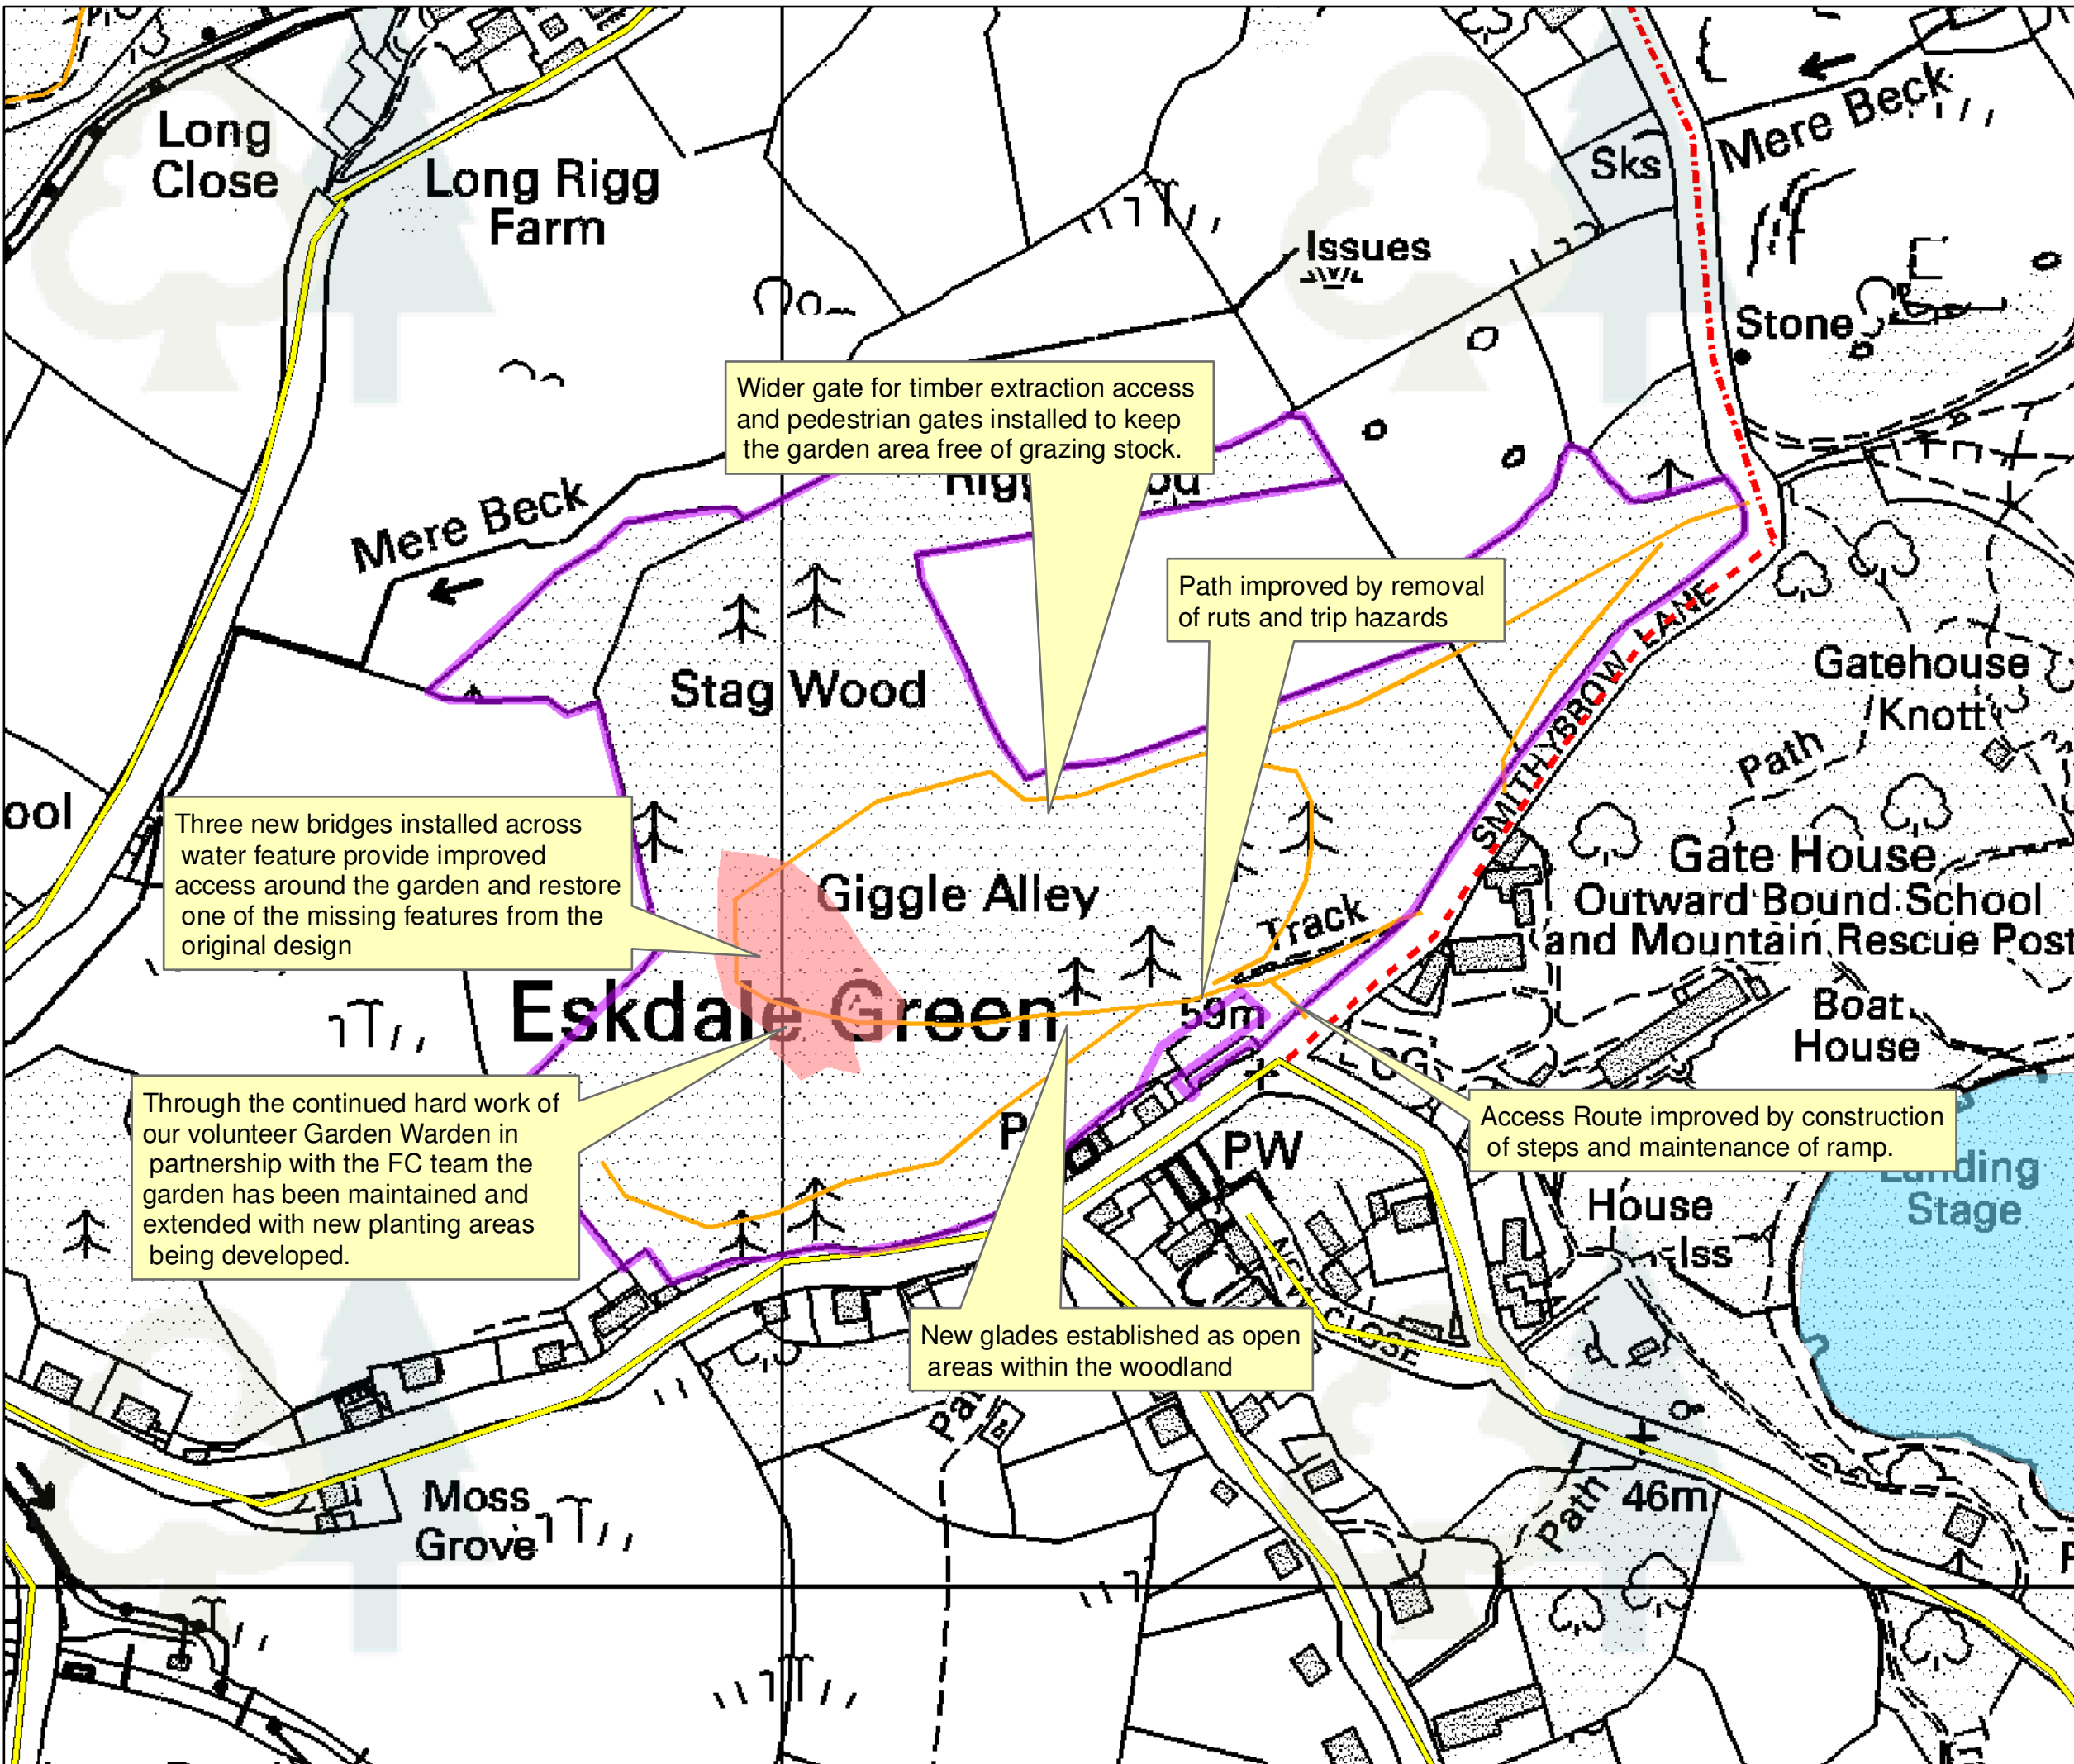 Long
Close
Long Rigg
Farm
Mere Beck
Sks
Issues
Stone
Wider gate for timber extraction access
and pedestrian gates installed to keep
the garden area free of grazing stock.
Mere Beck
Path improved by removal
of ruts and trip hazards
SMITHYBROW LANE
Gatehouse
Knott
Path
Stag Wood
ool
Three new bridges installed across
water feature provide improved
access around the garden and restore
one of the missing features from the
original design
Giggle Alley
Gate House
Outward Bound School
and Mountain Rescue Post
Track
Eskdale Green
59m
Boat
House
Through the continued hard work of
our volunteer Garden Warden in
partnership with the FC team the
garden has been maintained and
extended with new planting areas
being developed.
P
PW
Access Route improved by construction
of steps and maintenance of ramp.
Landing
Stage
House
Iss
New glades established as open
areas within the woodland
CLOSE
Moss
Grove
Path
46m